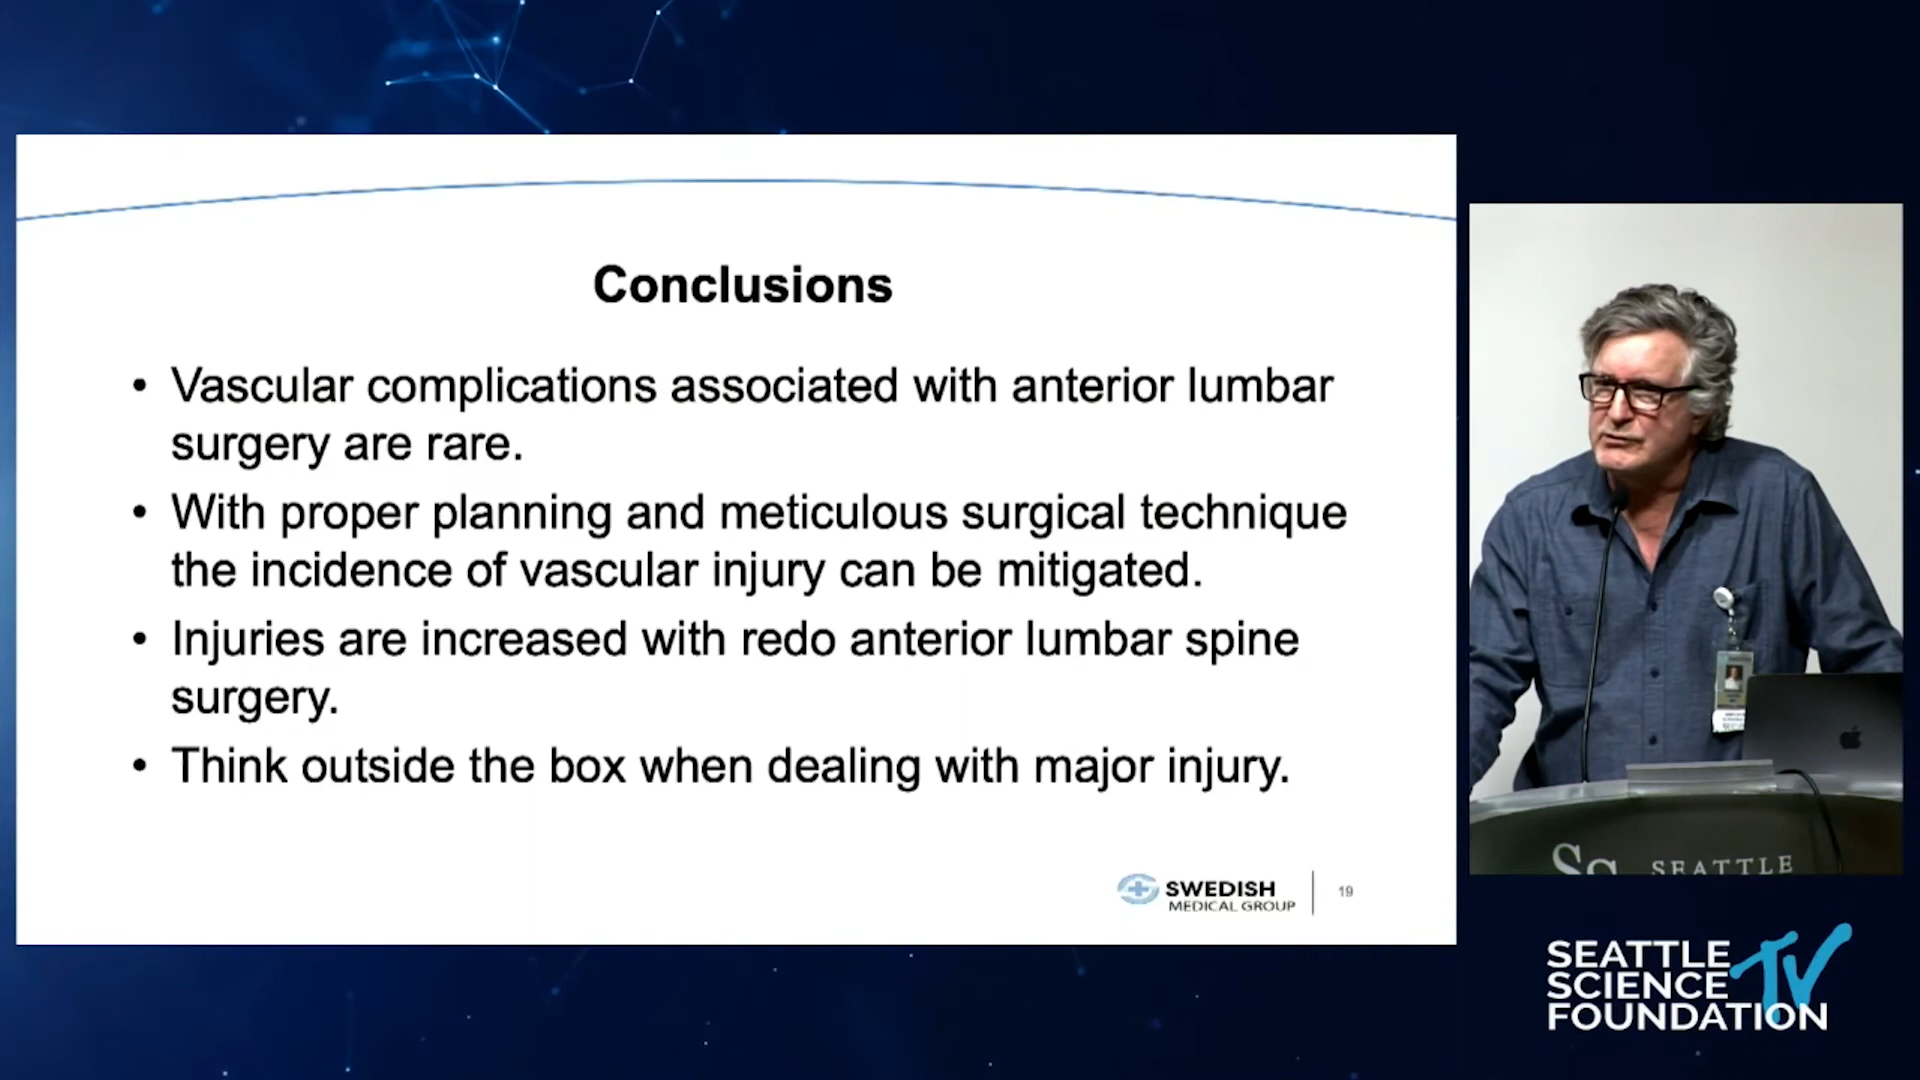 Conclusions
• Vascular complications associated with anterior lumbar
surgery are rare.
• With proper planning and meticulous surgical technique
the incidence of vascular injury can be mitigated.
• Injuries are increased with redo anterior lumbar spine
surgery.
• Think outside the box when dealing with major injury.
SWEDISH
MEDICAL GROUP
19
SEATTLE
SEATTLE
SCIENCE
FOUNDATION
TV